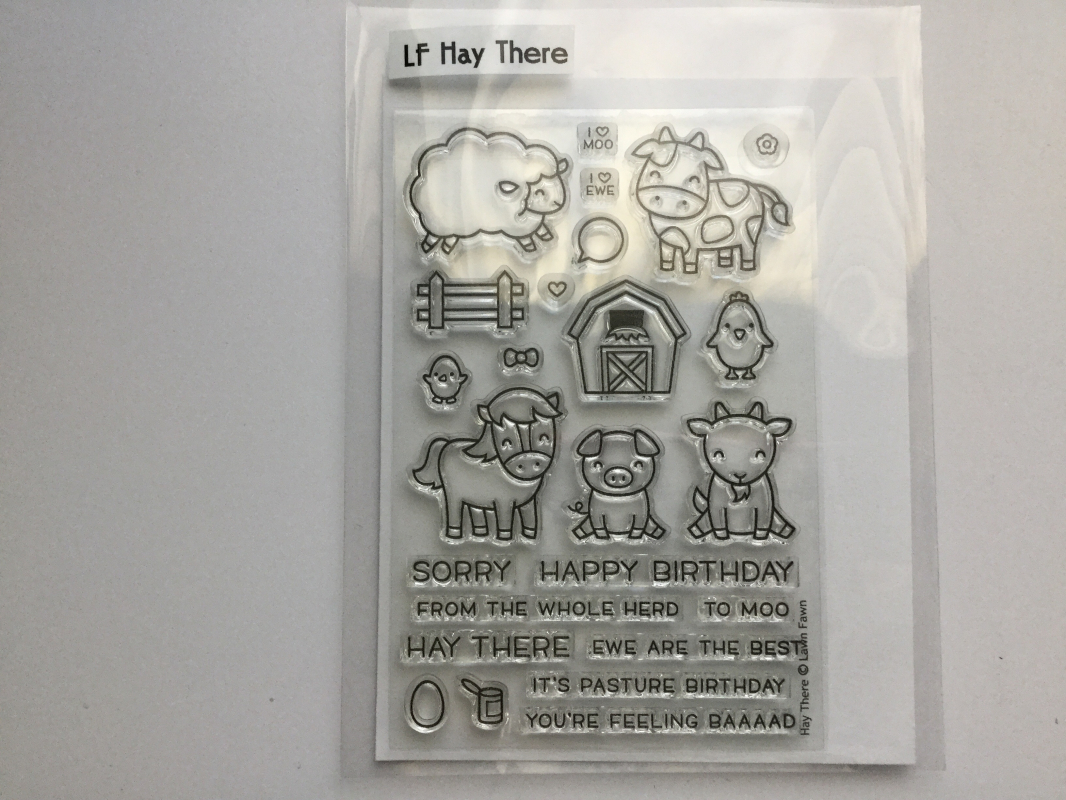 LF Hay There
I ♡
MOO
I ♡
EWE
SORRY HAPPY BIRTHDAY
FROM THE WHOLE HERD TO MOO
HAY THERE EWE ARE THE BEST
IT'S PASTURE BIRTHDAY
YOU'RE FEELING BAAAAD
Hay There © Lawn Fawn